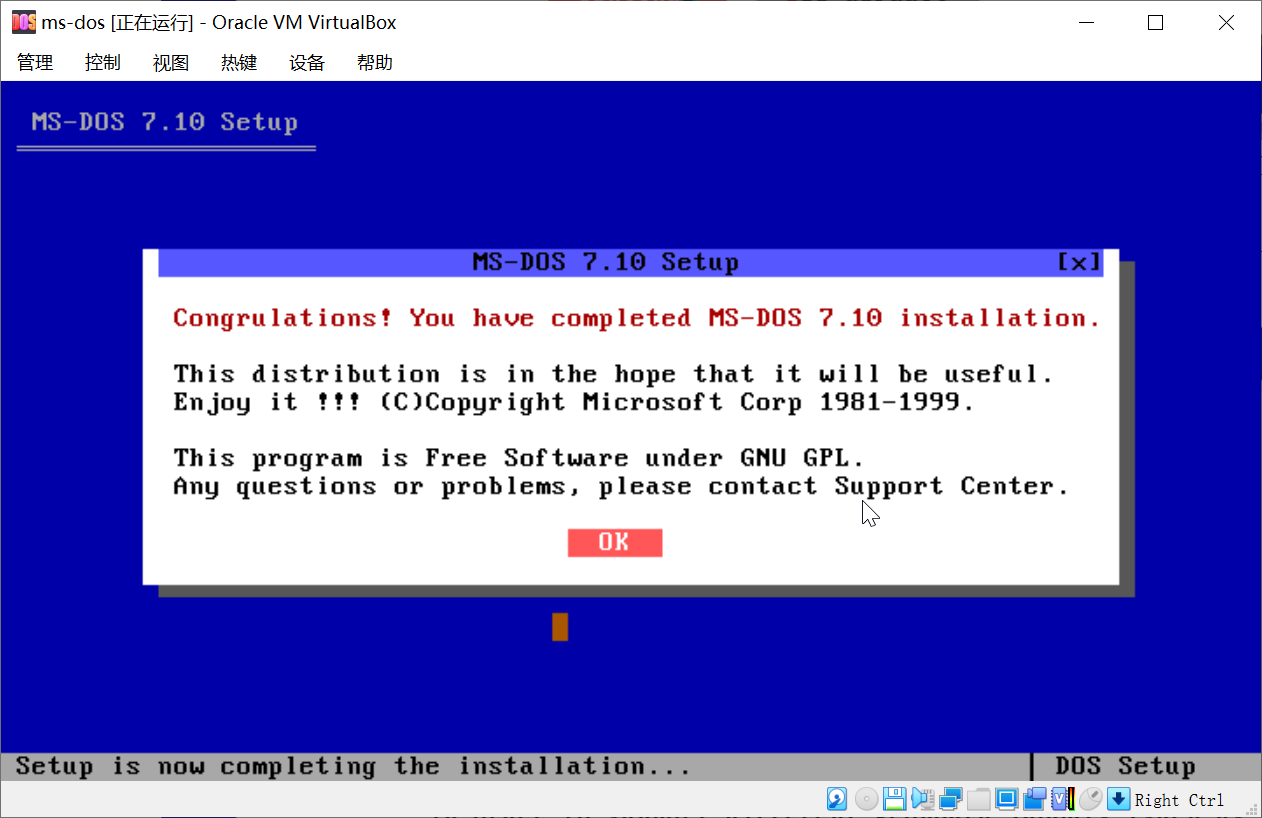 DOS ms-dos [正在运行] - Oracle VM VirtualBox
管理 控制 视图 热键 设备 帮助
MS-DOS 7.10 Setup
MS-DOS 7.10 Setup [x]
Congrulations! You have completed MS-DOS 7.10 installation.
This distribution is in the hope that it will be useful.
Enjoy it !!! (C)Copyright Microsoft Corp 1981-1999.
This program is Free Software under GNU GPL.
Any questions or problems, please contact Support Center.
OK
Setup is now completing the installation... DOS Setup
Right Ctrl